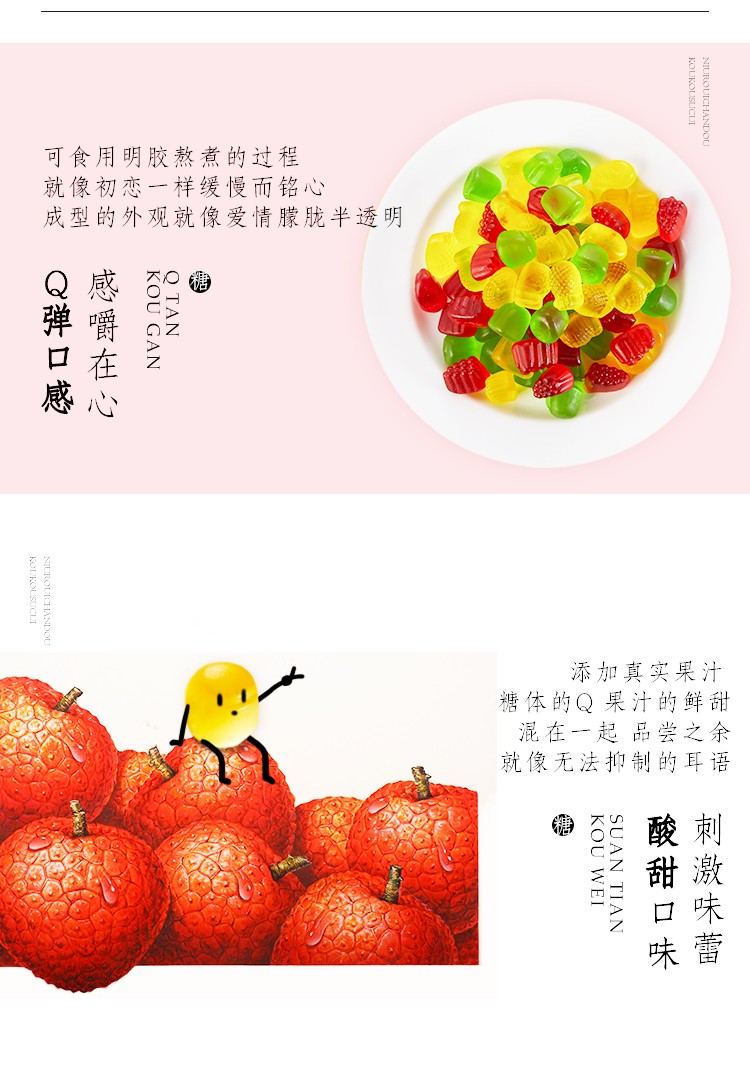 NIUROUICHANDOU
KOUKOUSUCUI
可食用明胶熬煮的过程
就像初恋一样缓慢而铭心
成型的外观就像爱情朦胧半透明
糖
Q TAN
KOU GAN
感嚼在心
Q弹口感
NIUROUICHANDOU
KOUKOUSUCUI
添加真实果汁
糖体的Q 果汁的鲜甜
混在一起 品尝之余
就像无法抑制的耳语
刺激味蕾
酸甜口味
SUAN TIAN
KOU WEI
糖